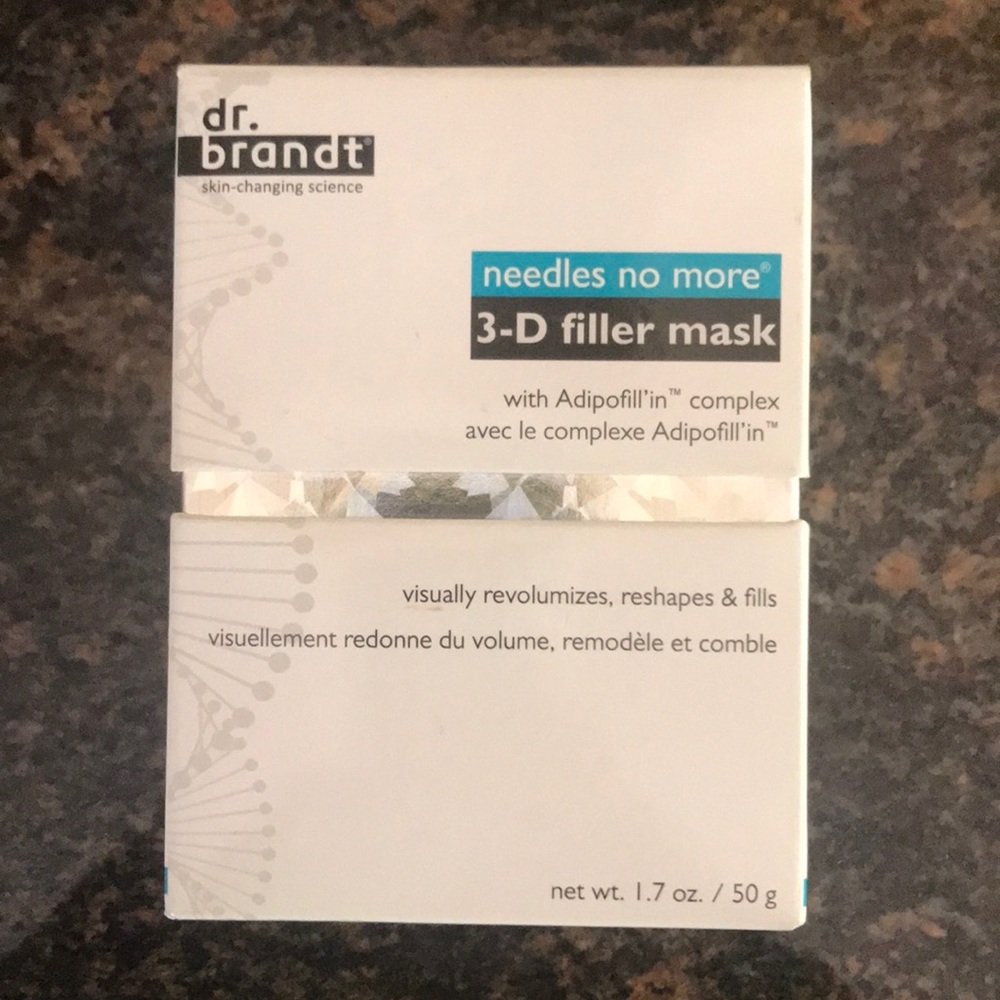 dr.
brandt®
skin-changing science
needles no more®
3-D filler mask
with Adipofill'in™ complex
avec le complexe Adipofill'in™
visually revolumizes, reshapes & fills
visuellement redonne du volume, remodèle et comble
net wt. 1.7 oz. / 50 g